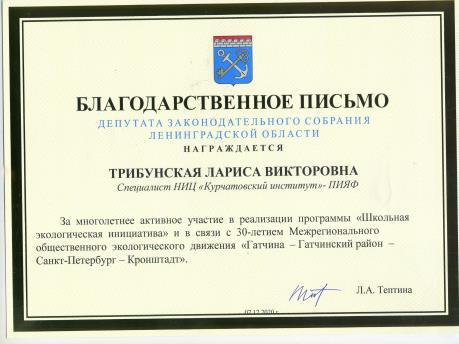 БЛАГОДАРСТВЕННОЕ ПИСЬМО
ДЕПУТАТА ЗАКОНОДАТЕЛЬНОГО СОБРАНИЯ
ЛЕНИНГРАДСКОЙ ОБЛАСТИ
НАГРАЖДАЕТСЯ
ТРИБУНСКАЯ ЛАРИСА ВИКТОРОВНА
Специалист НИЦ «Курчатовский институт»- ПИЯФ
За многолетнее активное участие в реализации программы «Школьная
экологическая инициатива» и в связи с 30-летием Межрегионального
общественного экологического движения «Гатчина – Гатчинский район –
Санкт-Петербург – Кронштадт».
Л.А. Тептина
02.12.2020 г.